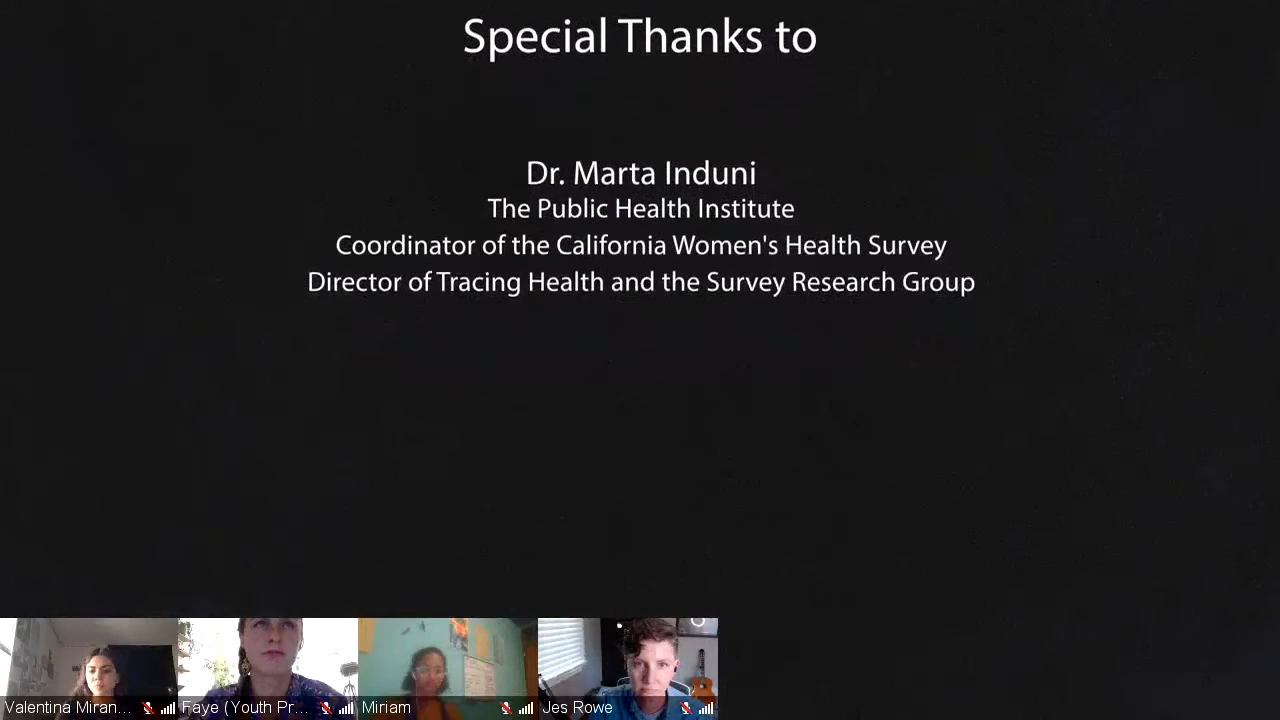 Special Thanks to
Dr. Marta Induni
The Public Health Institute
Coordinator of the California Women's Health Survey
Director of Tracing Health and the Survey Research Group
Valentina Miran...
Faye (Youth Pr...
Miriam
Jes Rowe